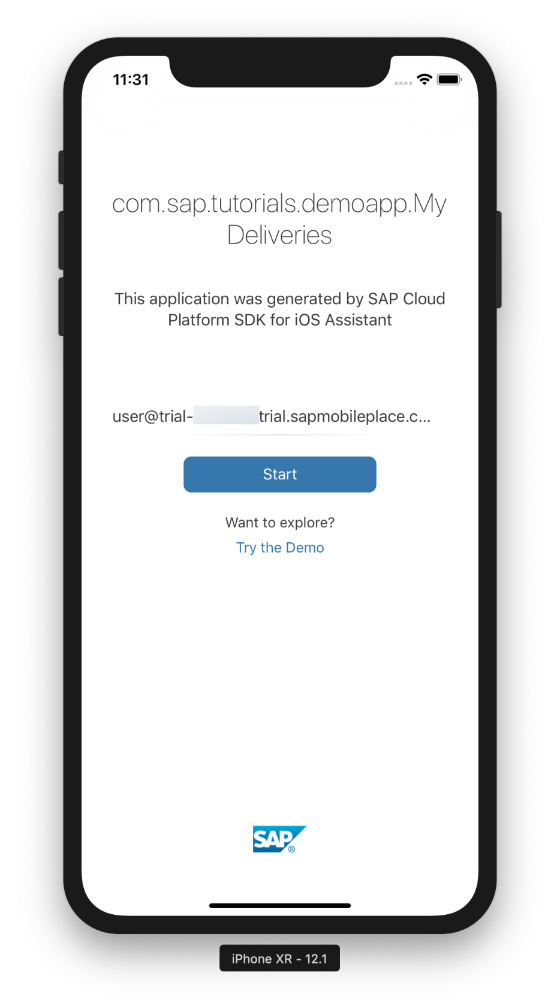 11:31
com.sap.tutorials.demoapp.My
Deliveries
This application was generated by SAP Cloud
Platform SDK for iOS Assistant
user@trial-trial.sapmobileplace.c...
Start
Want to explore?
Try the Demo
SAP®
iPhone XR - 12.1